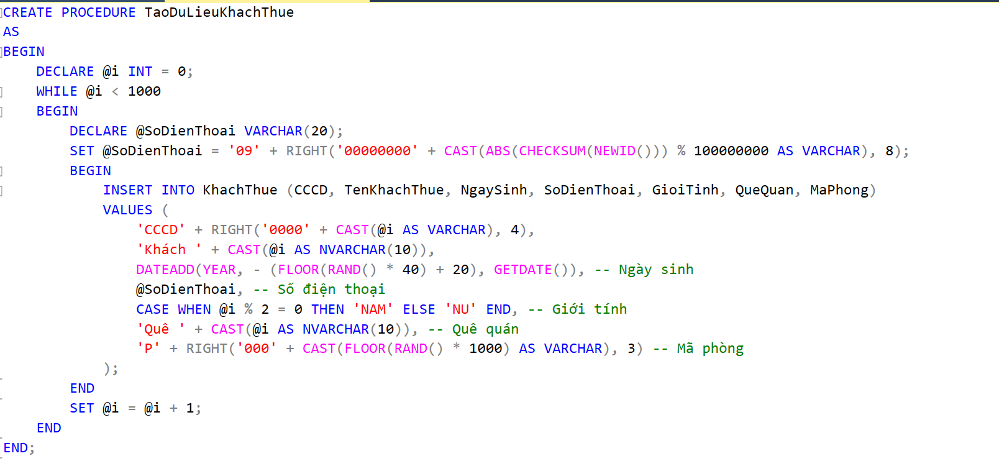 CREATE PROCEDURE TaoDuLieuKhachThue
AS
BEGIN
    DECLARE @i INT = 0;
    WHILE @i < 1000
    BEGIN
        DECLARE @SoDienThoai VARCHAR(20);
        SET @SoDienThoai = '09' + RIGHT('00000000' + CAST(ABS(CHECKSUM(NEWID())) % 100000000 AS VARCHAR), 8);
        BEGIN
            INSERT INTO KhachThue (CCCD, TenKhachThue, NgaySinh, SoDienThoai, GioiTinh, QueQuan, MaPhong)
            VALUES (
                'CCCD' + RIGHT('0000' + CAST(@i AS VARCHAR), 4),
                'Khách ' + CAST(@i AS NVARCHAR(10)),
                DATEADD(YEAR, - (FLOOR(RAND() * 40) + 20), GETDATE()), -- Ngày sinh
                @SoDienThoai, -- Số điện thoại
                CASE WHEN @i % 2 = 0 THEN 'NAM' ELSE 'NU' END, -- Giới tính
                'Quê ' + CAST(@i AS NVARCHAR(10)), -- Quê quán
                'P' + RIGHT('000' + CAST(FLOOR(RAND() * 1000) AS VARCHAR), 3) -- Mã phòng
            );
        END
        SET @i = @i + 1;
    END
END;